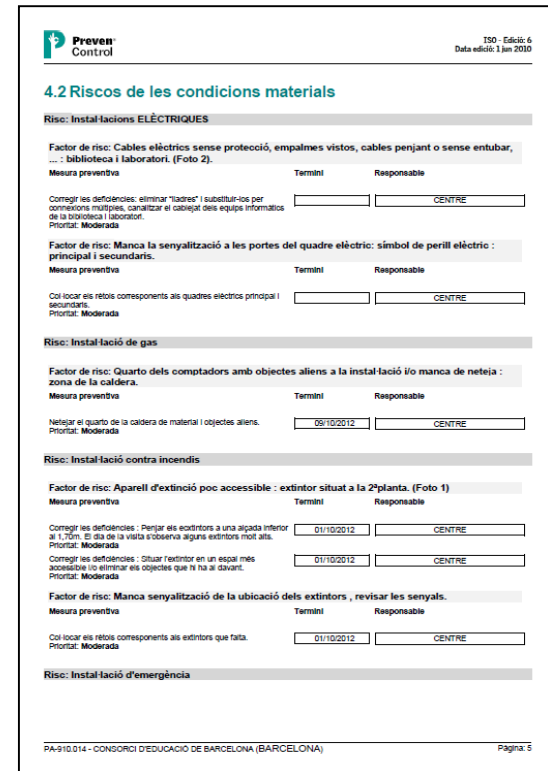 Preven·
Control
ISO - Edició: 6
Data edició: 1 jun 2010
4.2 Riscos de les condicions materials
Risc: Instal·lacions ELÈCTRIQUES
Factor de risc: Cables elèctrics sense protecció, empalmes vistos, cables penjant o sense entubar,
... : biblioteca i laboratori. (Foto 2).
Mesura preventiva Termini Responsable
Corregir les deficiències: eliminar "lladres" i substituir-los per
connexions múltiples, canalitzar el cablejat dels equips informàtics
de la biblioteca i laboratori.
CENTRE
Prioritat: Moderada
Factor de risc: Manca la senyalització a les portes del quadre elèctric: símbol de perill elèctric :
principal i secundaris.
Mesura preventiva Termini Responsable
Col·locar els rètols corresponents als quadres elèctrics principal i
secundaris.
CENTRE
Prioritat: Moderada
Risc: Instal·lació de gas
Factor de risc: Quarto dels comptadors amb objectes aliens a la instal·lació i/o manca de neteja :
zona de la caldera.
Mesura preventiva Termini Responsable
Netejar el quarto de la caldera de material i objectes aliens. 09/10/2012 CENTRE
Prioritat: Moderada
Risc: Instal·lació contra incendis
Factor de risc: Aparell d'extinció poc accessible : extintor situat a la 2ªplanta. (Foto 1)
Mesura preventiva Termini Responsable
Corregir les deficiències : Penjar els ecxtintors a una alçada inferior 01/10/2012 CENTRE
al 1,70m. El dia de la visita s'observa alguns extintors molt alts.
Prioritat: Moderada
Corregir les deficiències : Situar l'extintor en un espai més 01/10/2012 CENTRE
accessible i/o eliminar els objectes que hi ha al davant.
Prioritat: Moderada
Factor de risc: Manca senyalització de la ubicació dels extintors , revisar les senyals.
Mesura preventiva Termini Responsable
Col·locar els rètols corresponents als extintors que falta. 01/10/2012 CENTRE
Prioritat: Moderada
Risc: Instal·lació d'emergència
PA-910.014 - CONSORCI D'EDUCACIÓ DE BARCELONA (BARCELONA) Pàgina: 5